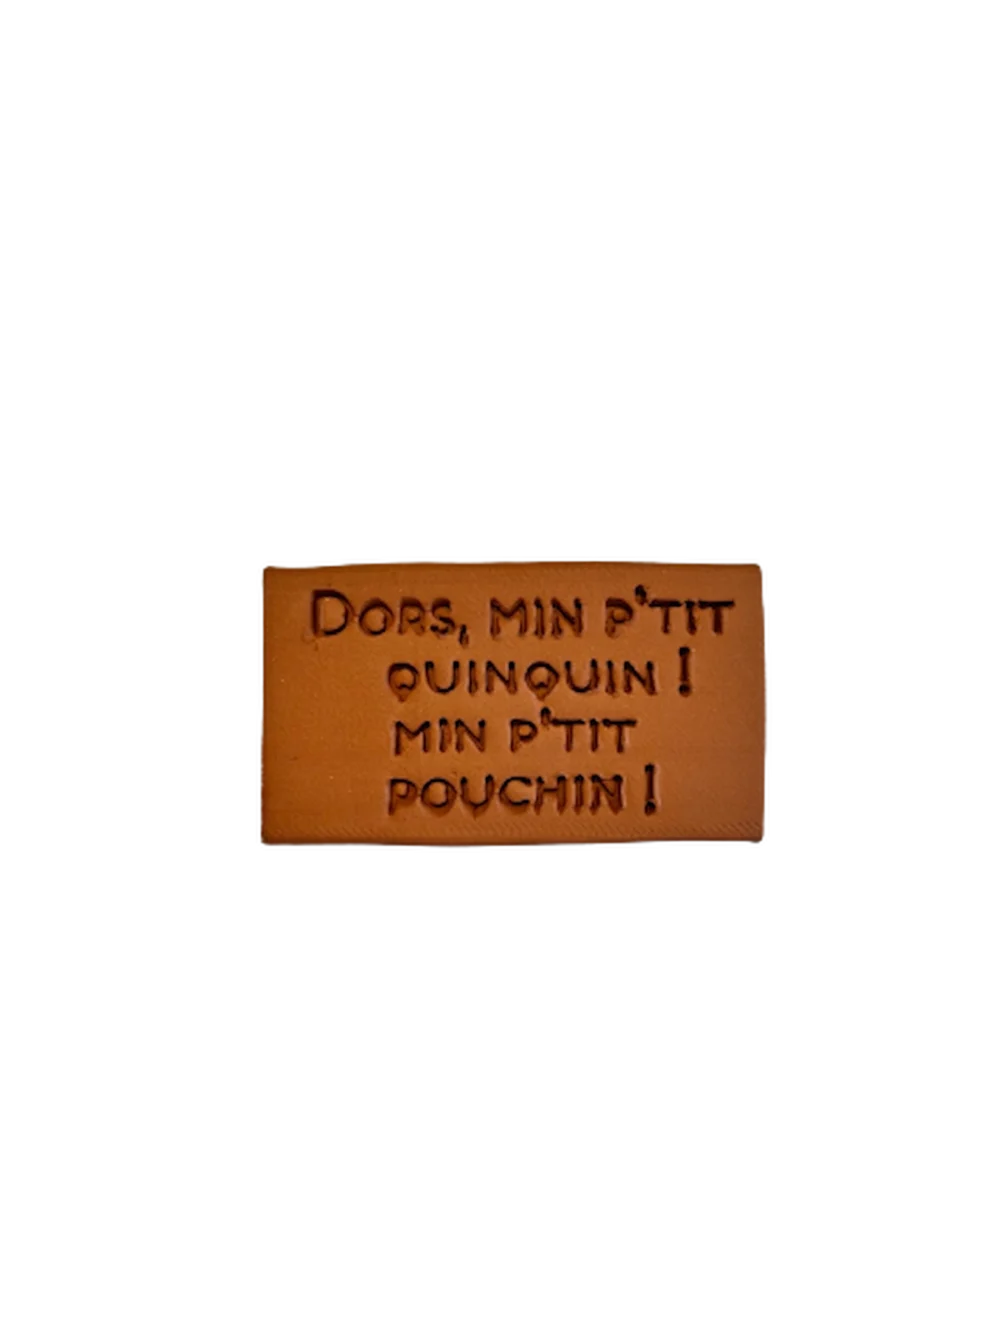 Dors, min p'tit
quinquin !
min p'tit
pouchin !